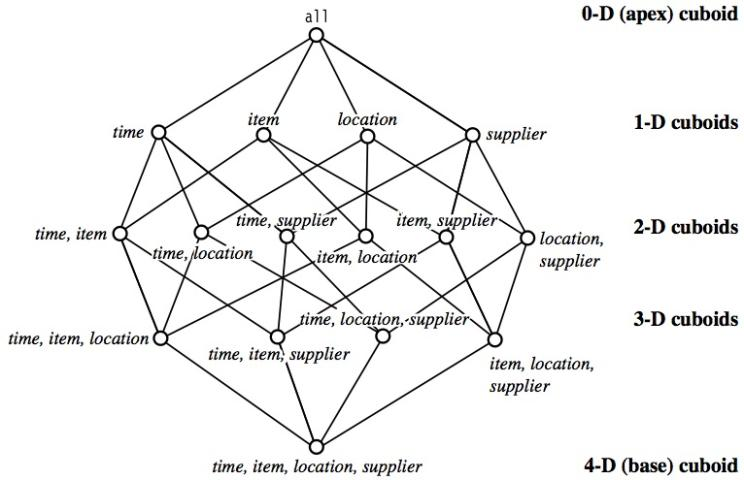 all
0-D (apex) cuboid
time
item
location
supplier
1-D cuboids
time, item
time, location
time, supplier
item, location
item, supplier
location,
supplier
2-D cuboids
time, item, location
time, item, supplier
time, location, supplier
item, location,
supplier
3-D cuboids
time, item, location, supplier
4-D (base) cuboid